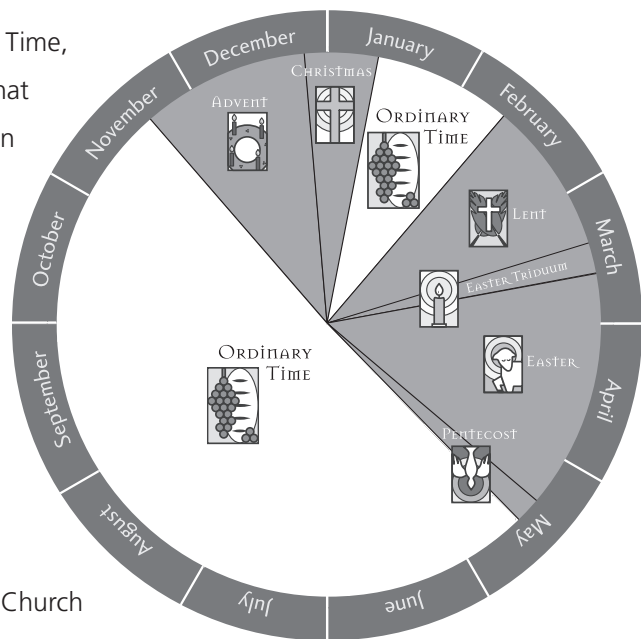 Time,
hat
n
December
January
November
February
CHRISTMAS
ADVENT
ORDINARY
TIME
October
LENT
March
EASTER TRIDUUM
ORDINARY
TIME
EASTER
September
April
PENTECOST
August
May
July
June
Church